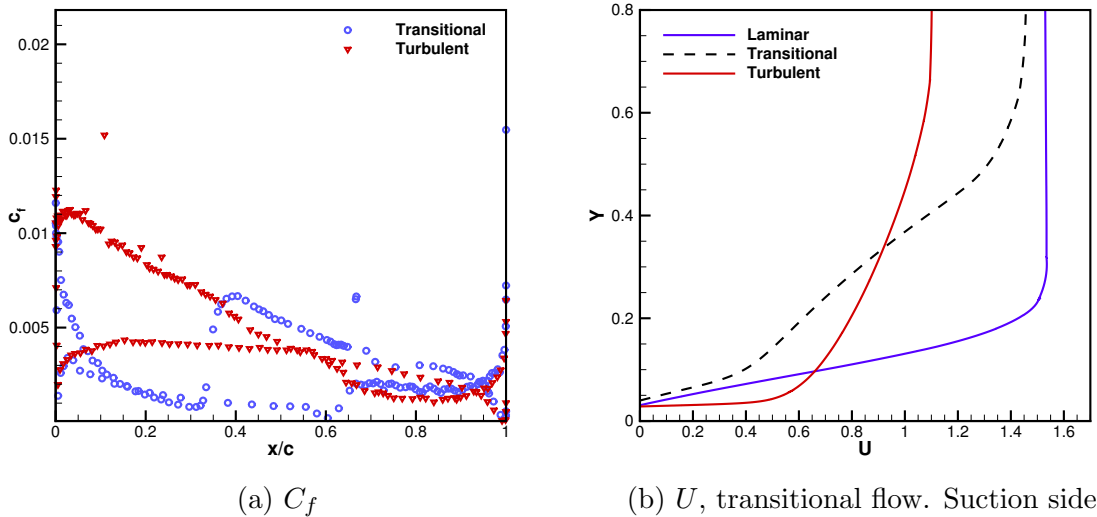 Transitional
Turbulent
0.02
0.015
0.01
0.005
c_f
0
0.2
0.4
0.6
0.8
1
x/c
(a) C_f
Laminar
Transitional
Turbulent
0.8
0.6
0.4
0.2
0
Y
0
0.2
0.4
0.6
0.8
1
1.2
1.4
1.6
U
(b) U, transitional flow. Suction side